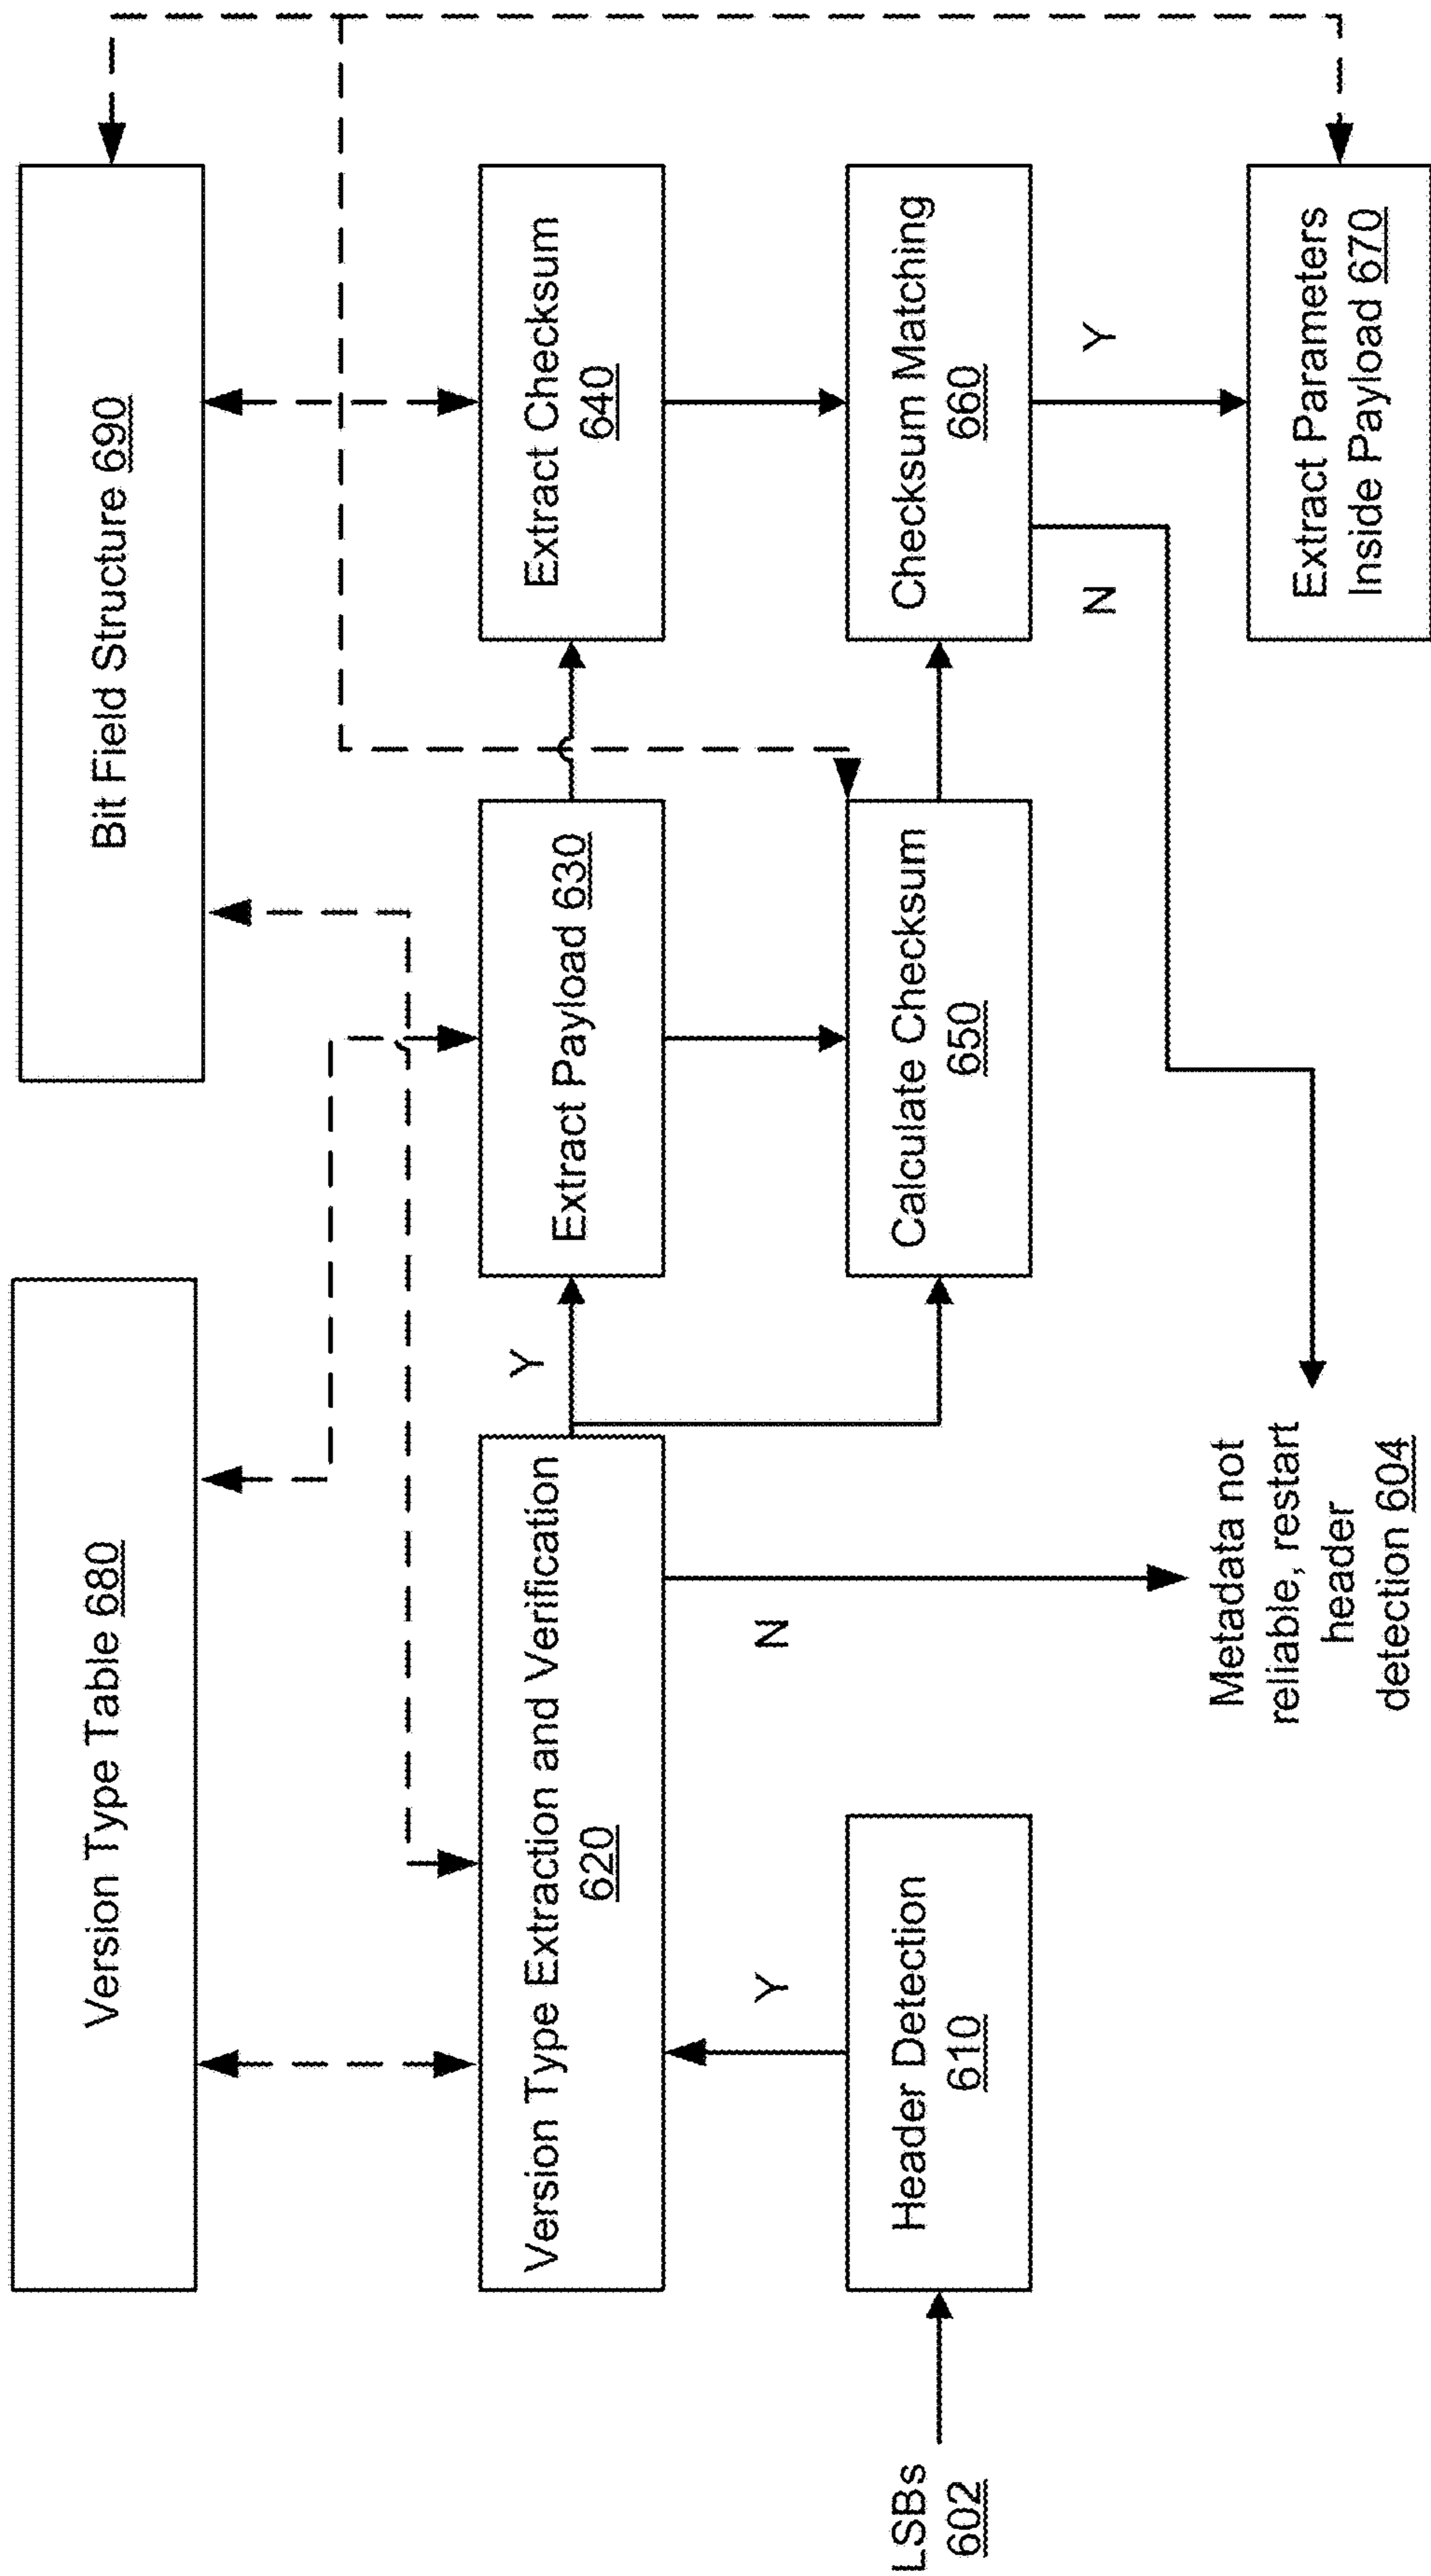 Version Type Table 680
Bit Field Structure 690
Version Type Extraction and Verification
620
Y
Extract Payload 630
Extract Checksum
640
Y
N
LSBs
602
Header Detection
610
Calculate Checksum
650
Checksum Matching
660
N
Y
Metadata not
reliable, restart
header
detection 604
Extract Parameters
Inside Payload 670